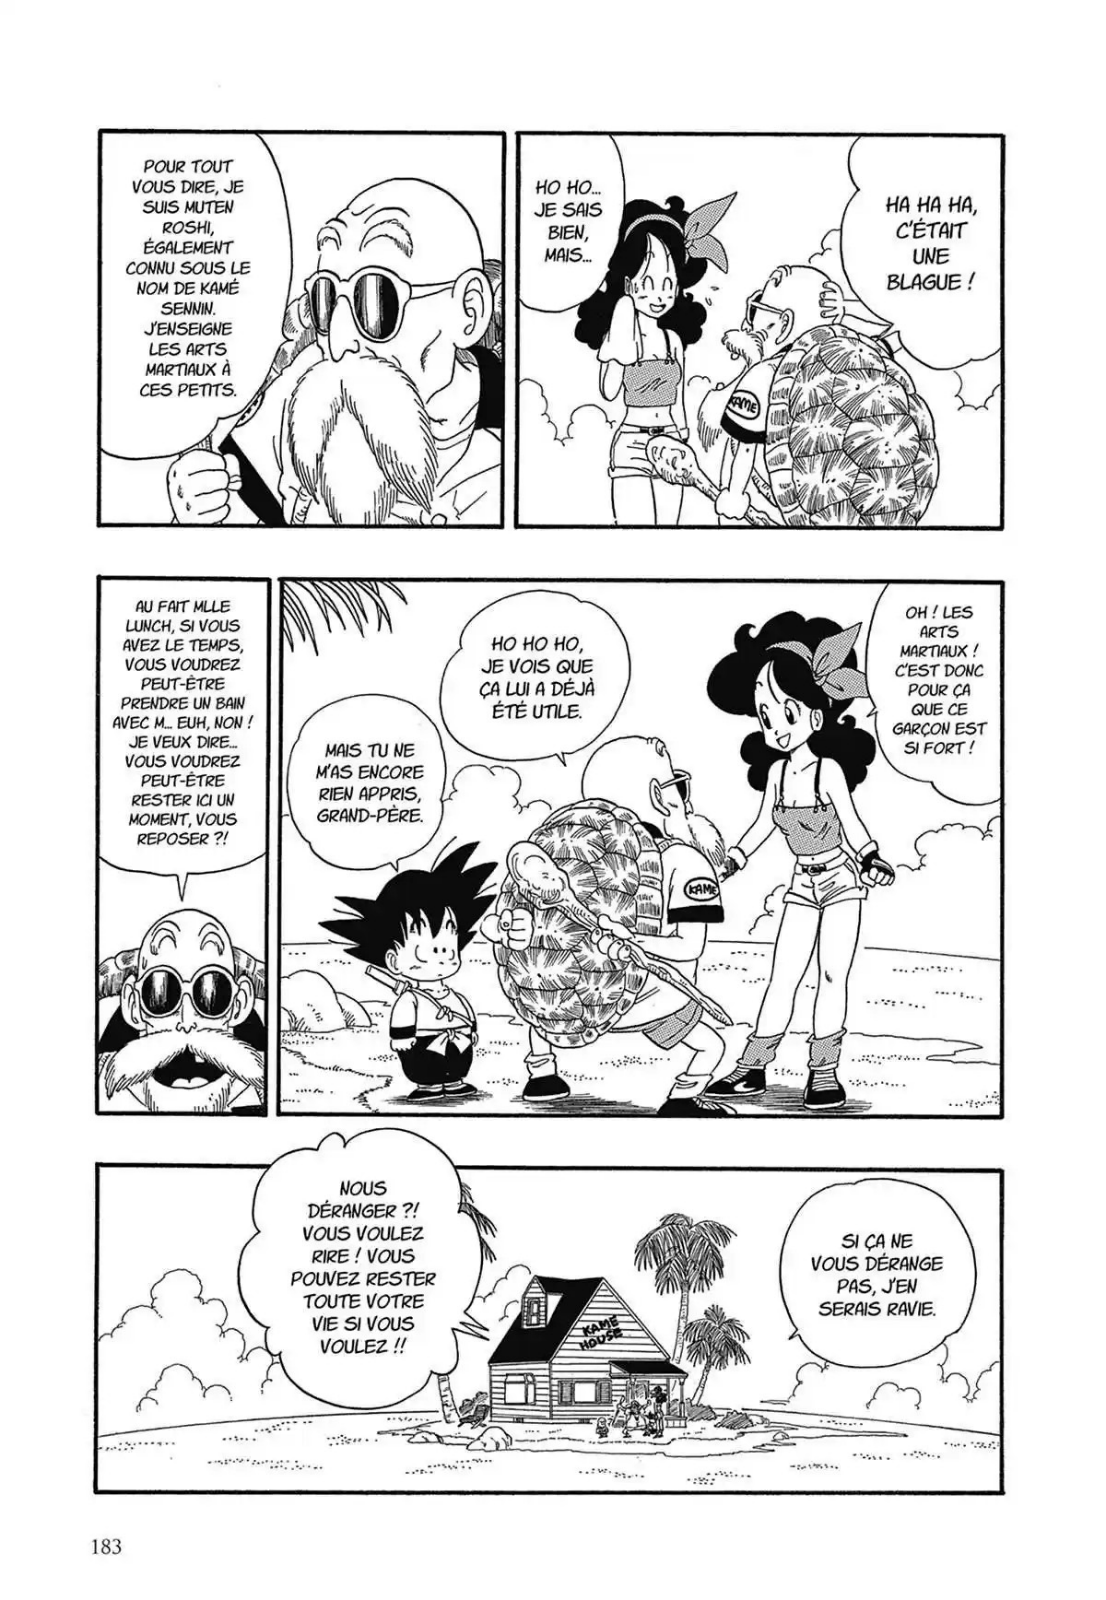 HA HA HA,
C'ÉTAIT
UNE
BLAGUE !
HO HO...
JE SAIS
BIEN,
MAIS...
KAME
POUR TOUT
VOUS DIRE, JE
SUIS MUTEN
ROSHI,
ÉGALEMENT
CONNU SOUS LE
NOM DE KAMÉ
SENNIN.
J'ENSEIGNE
LES ARTS
MARTIAUX À
CES PETITS.
OH ! LES
ARTS
MARTIAUX !
C'EST DONC
POUR ÇA
QUE CE
GARÇON EST
SI FORT !
HO HO HO,
JE VOIS QUE
ÇA LUI A DÉJÀ
ÉTÉ UTILE.
MAIS TU NE
M'AS ENCORE
RIEN APPRIS,
GRAND-PÈRE.
KAME
AU FAIT MLLE
LUNCH, SI VOUS
AVEZ LE TEMPS,
VOUS VOUDREZ
PEUT-ÊTRE
PRENDRE UN BAIN
AVEC M... EUH, NON !
JE VEUX DIRE...
VOUS VOUDREZ
PEUT-ÊTRE
RESTER ICI UN
MOMENT, VOUS
REPOSER ?!
SI ÇA NE
VOUS DÉRANGE
PAS, J'EN
SERAIS RAVIE.
NOUS
DÉRANGER ?!
VOUS VOULEZ
RIRE ! VOUS
POUVEZ RESTER
TOUTE VOTRE
VIE SI VOUS
VOULEZ !!
KAMÉ
HOUSE
183